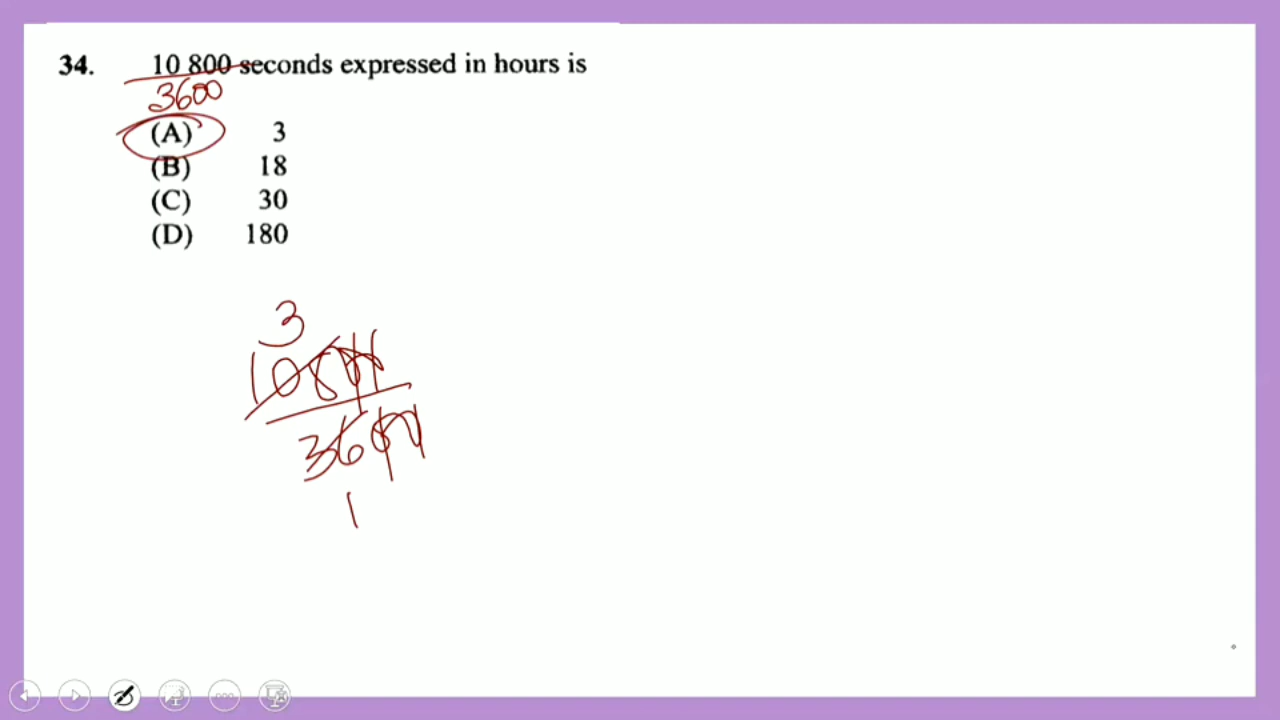 34. 10 800 seconds expressed in hours is
3600
(A) 3
(B) 18
(C) 30
(D) 180
3
10800
3600
1